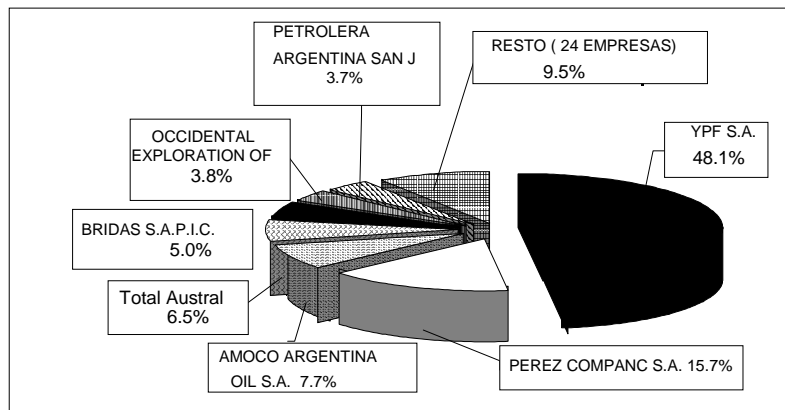 PETROLERA
ARGENTINA SAN J
3.7%
RESTO ( 24 EMPRESAS)
9.5%
OCCIDENTAL
EXPLORATION OF
3.8%
YPF S.A.
48.1%
BRIDAS S.A.P.I.C.
5.0%
Total Austral
6.5%
AMOCO ARGENTINA
OIL S.A. 7.7%
PEREZ COMPANC S.A. 15.7%